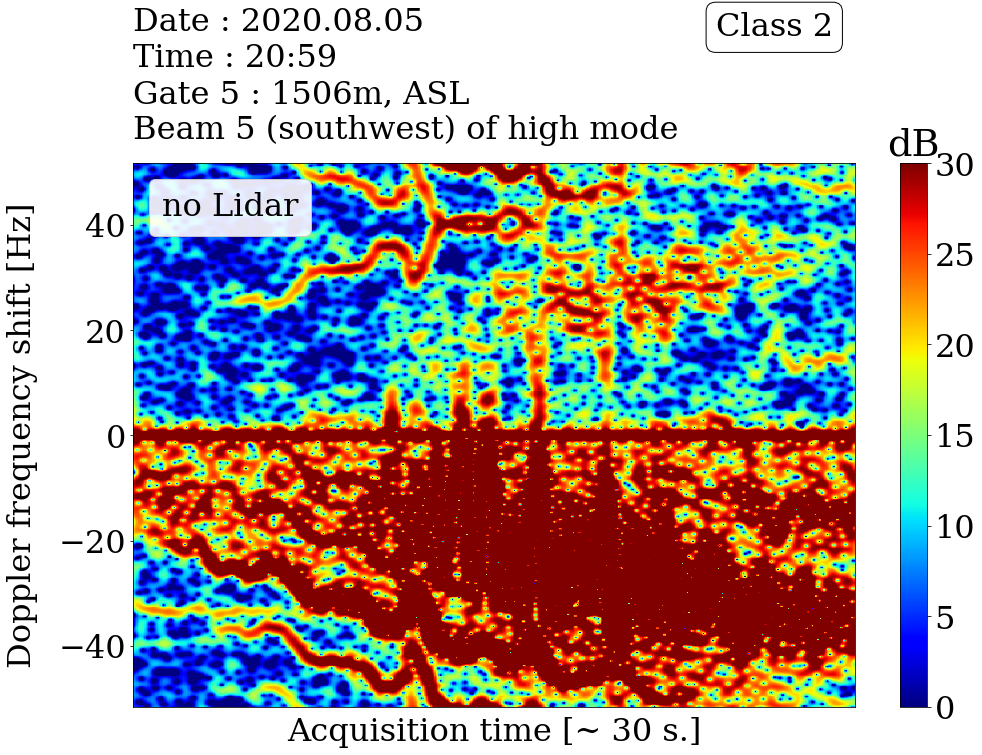 Date : 2020.08.05
Time : 20:59
Gate 5 : 1506m, ASL
Beam 5 (southwest) of high mode
Class 2
dB
no Lidar
Doppler frequency shift [Hz]
40
20
0
−20
−40
30
25
20
15
10
5
0
Acquisition time [~ 30 s.]